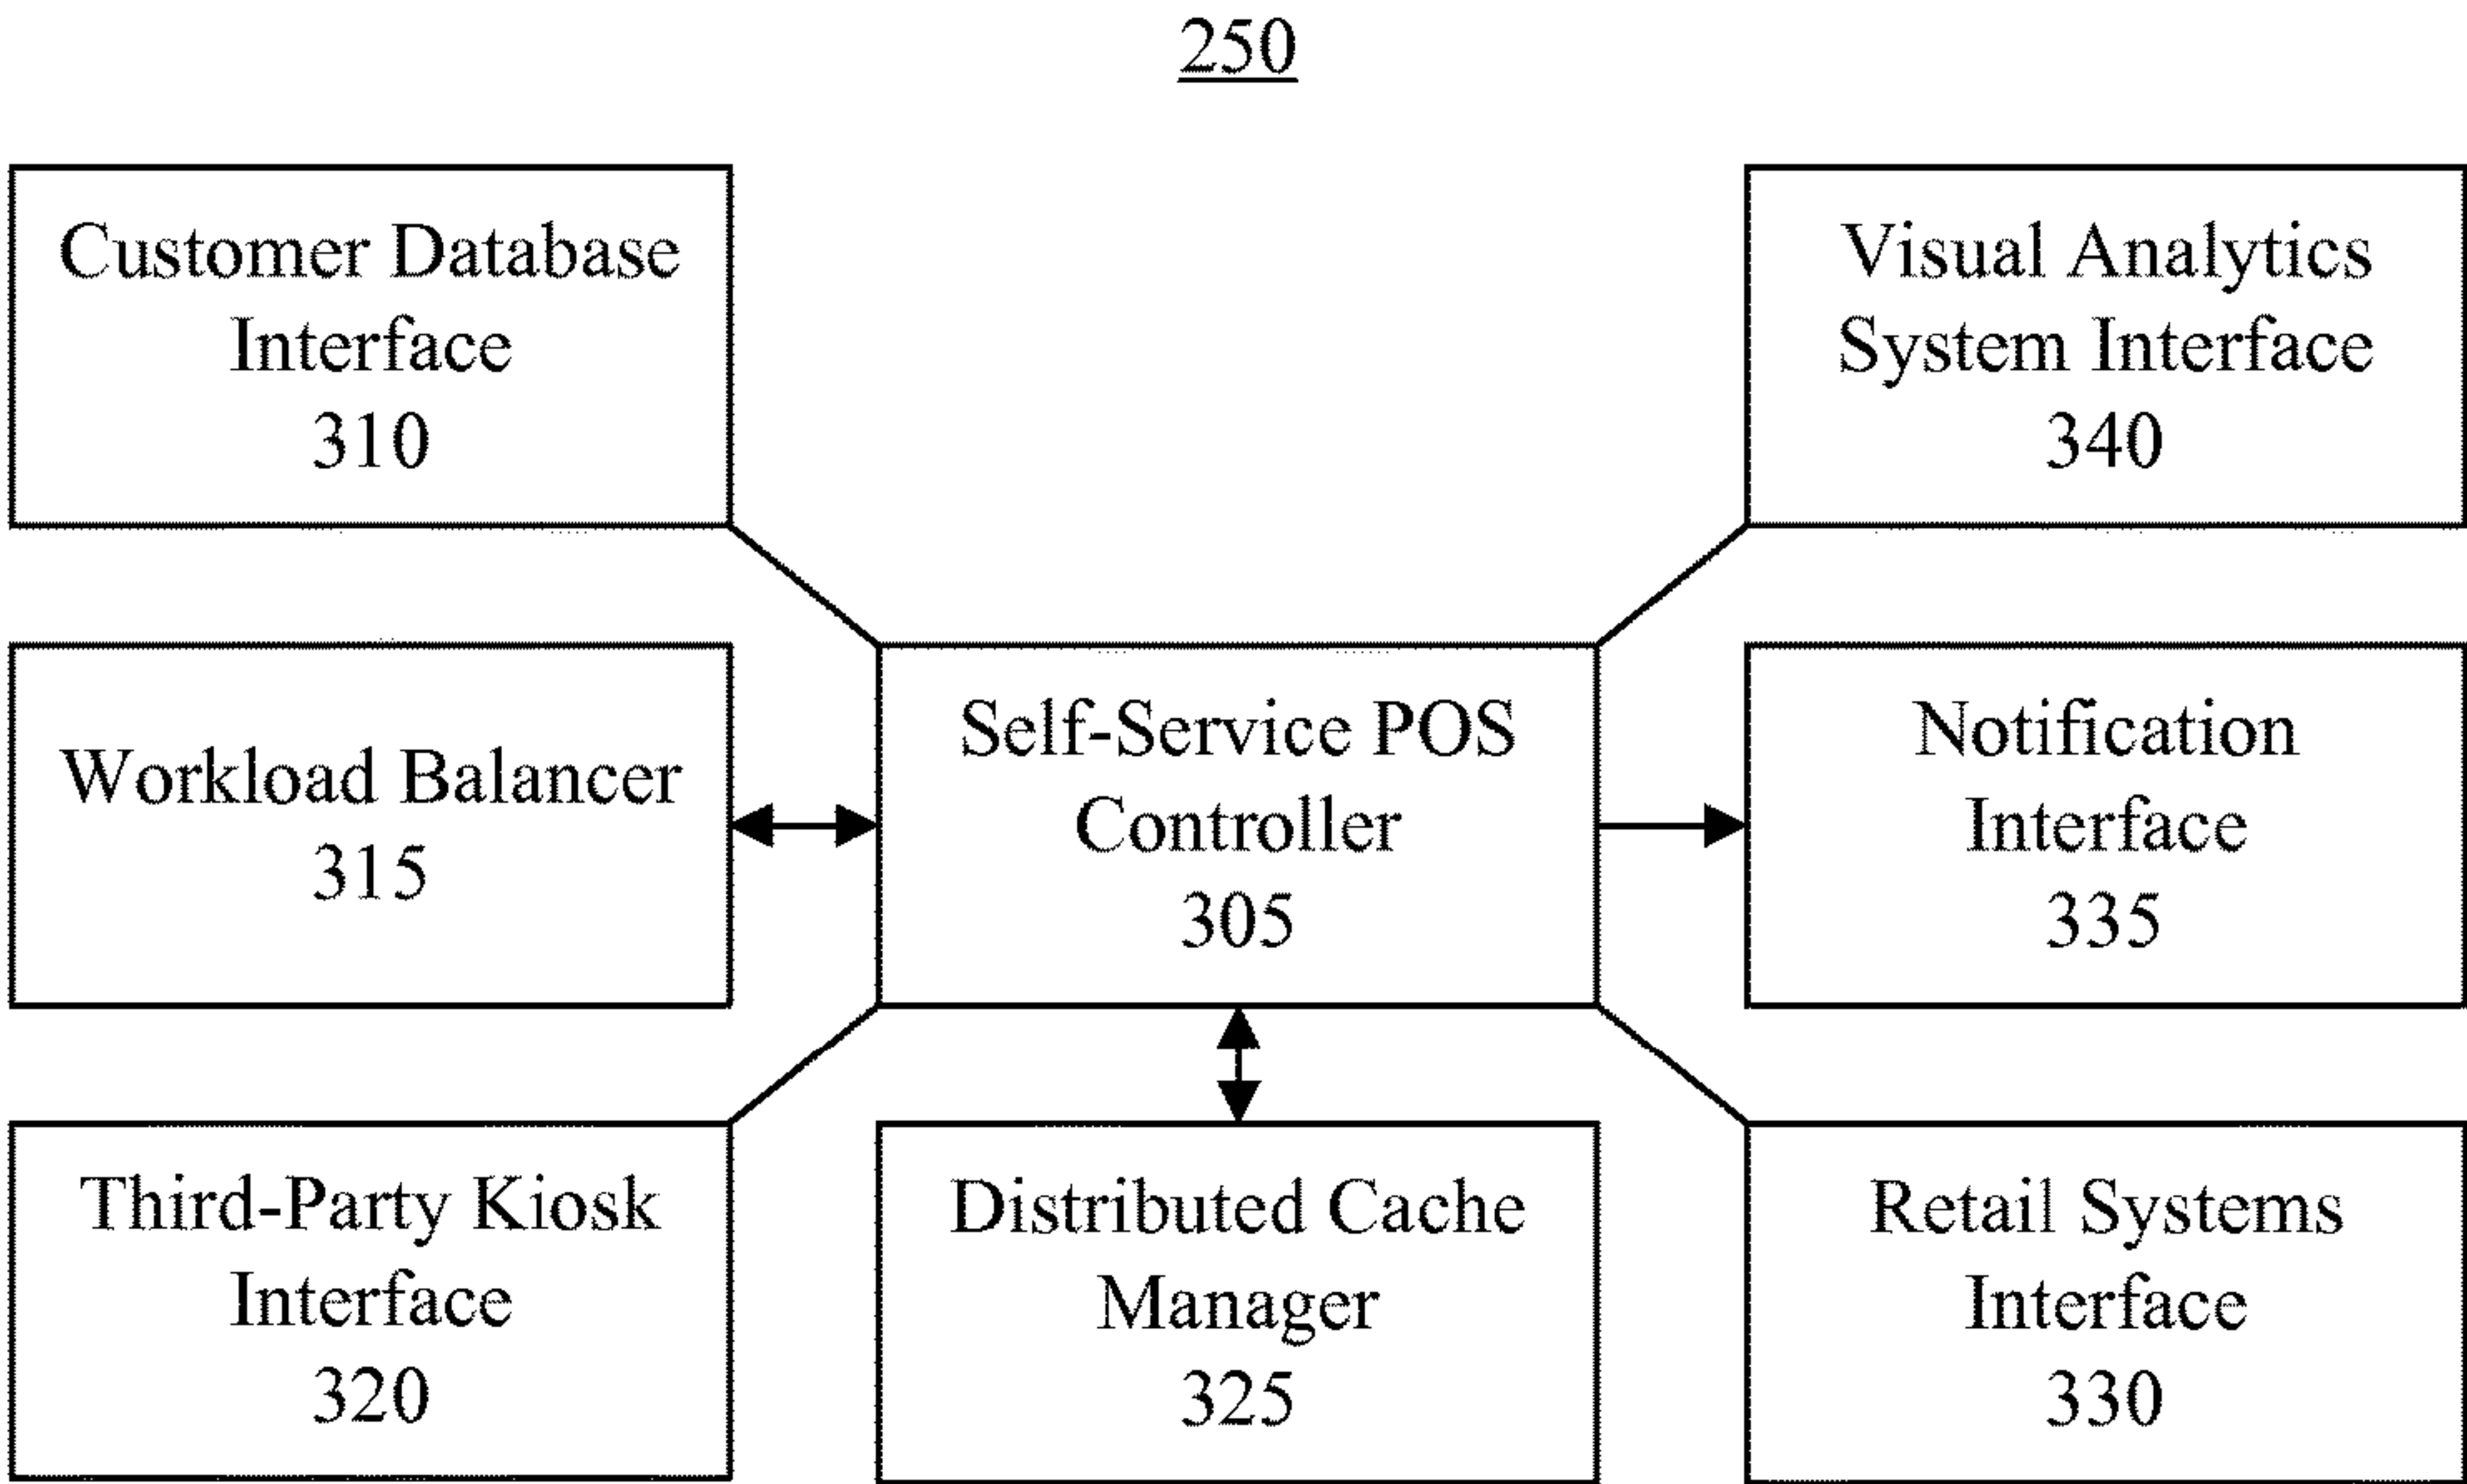 250
Customer Database
Interface
310
Visual Analytics
System Interface
340
Workload Balancer
315
Self-Service POS
Controller
305
Notification
Interface
335
Third-Party Kiosk
Interface
320
Distributed Cache
Manager
325
Retail Systems
Interface
330